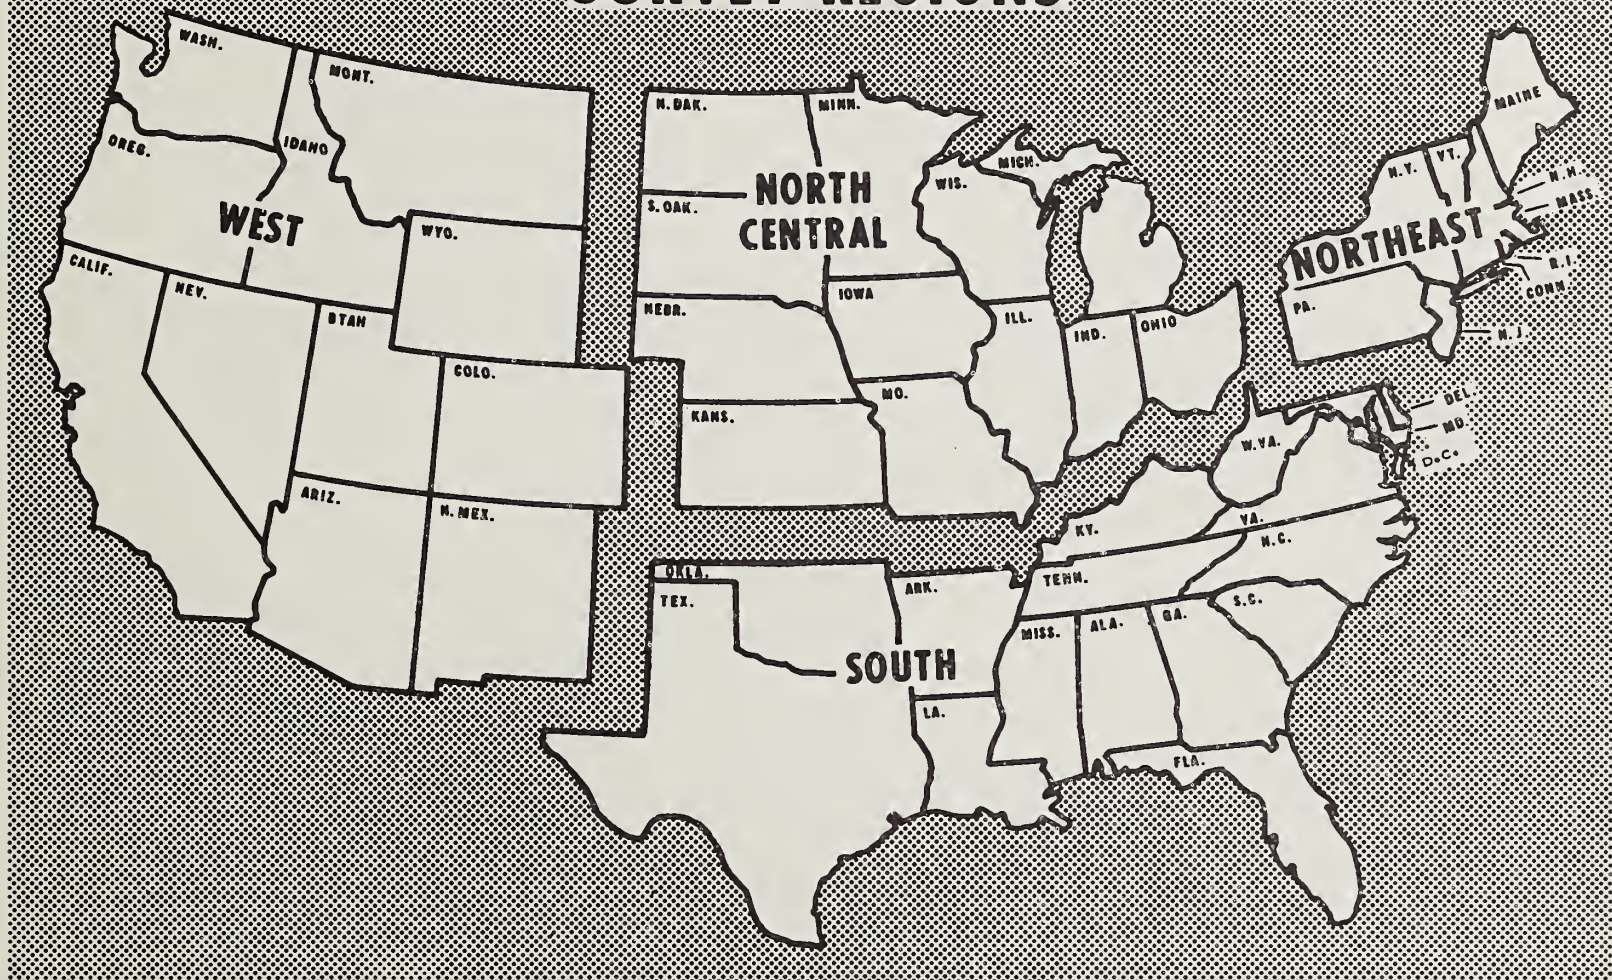 SURVEY REGIONS
WASH.
MONT.
OREG.
IDAHO
WEST
WYO.
CALIF.
NEV.
UTAH
COLO.
ARIZ.
N. MEX.
N. DAK.
MINN.
NORTH
CENTRAL
S. DAK.
WIS.
MICH.
NEBR.
IOWA
ILL.
IND.
OHIO
KANS.
MO.
MAINE
N.Y.
VT.
N.H.
MASS.
NORTHEAST
R.I.
CONN.
PA.
N.J.
DEL.
MD.
D.C.
W.VA.
KY.
VA.
N.C.
TENN.
OKLA.
TEX.
ARK.
S.C.
MISS.
ALA.
GA.
SOUTH
LA.
FLA.